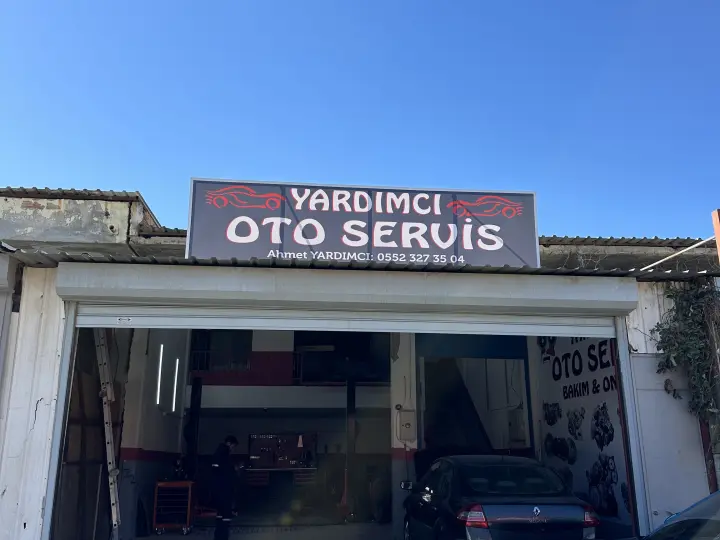 YARDIMCI
OTO SERVİS
Ahmet YARDIMCI: 0552 327 35 04
OTO SE
BAKIM & ON